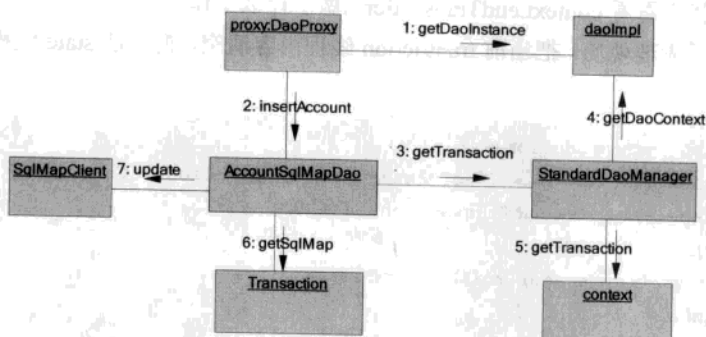 proxy:DaoProxy
1: getDaoInstance
daoImpl
2: insertAccount
4: getDaoContext
SqlMapClient
7: update
AccountSqlMapDao
3: getTransaction
StandardDaoManager
6: getSqlMap
5: getTransaction
Transaction
context